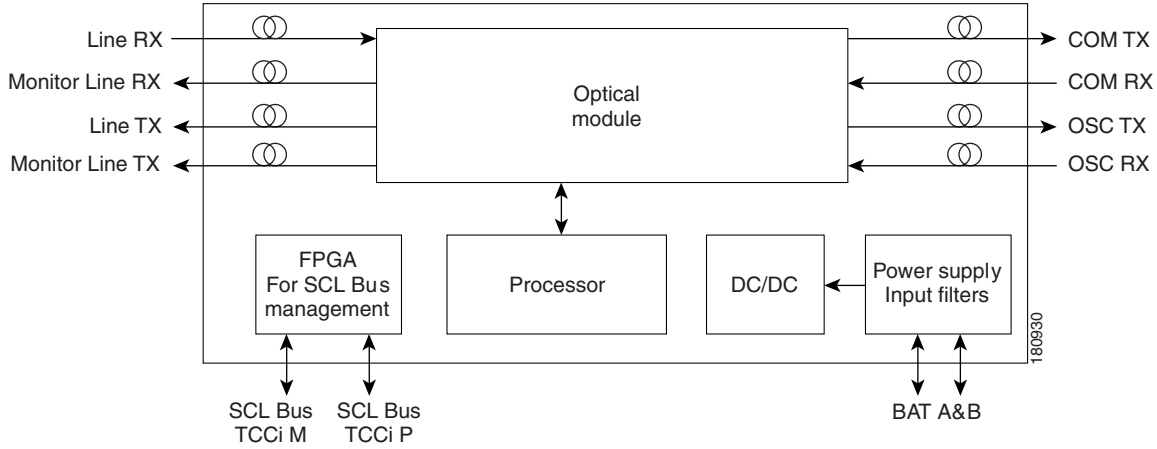 Line RX
COM TX
Monitor Line RX
COM RX
Optical
module
Line TX
OSC TX
Monitor Line TX
OSC RX
FPGA
For SCL Bus
management
Processor
DC/DC
Power supply
Input filters
180930
SCL Bus
TCCi M
SCL Bus
TCCi P
BAT A&B